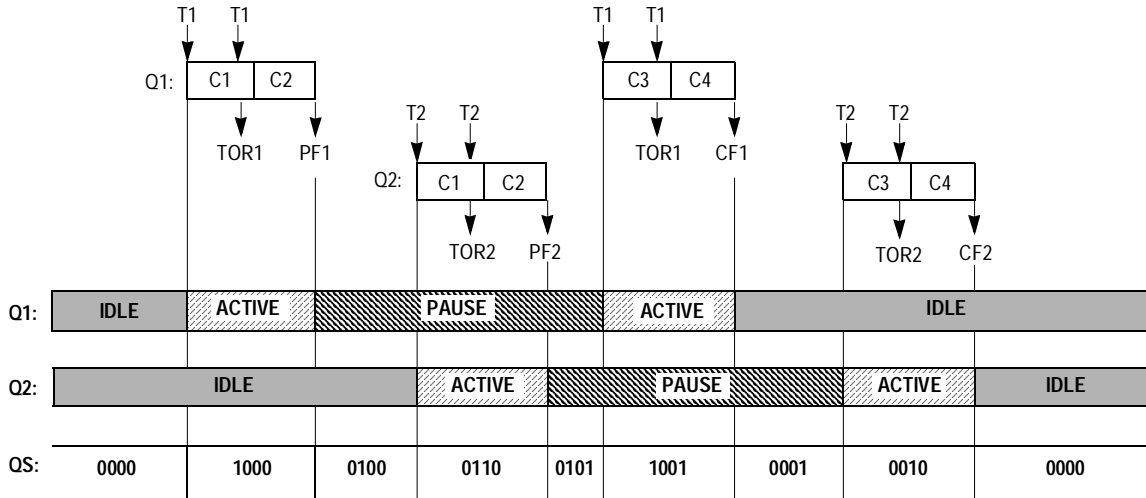 T1 T1 T1 T1
Q1: C1 C2 C3 C4
T2 T2 T2 T2
TOR1 PF1 TOR1 CF1
Q2: C1 C2 C3 C4
TOR2 PF2 TOR2 CF2
Q1: IDLE ACTIVE PAUSE ACTIVE IDLE
Q2: IDLE ACTIVE PAUSE ACTIVE IDLE
QS: 0000 1000 0100 0110 0101 1001 0001 0010 0000